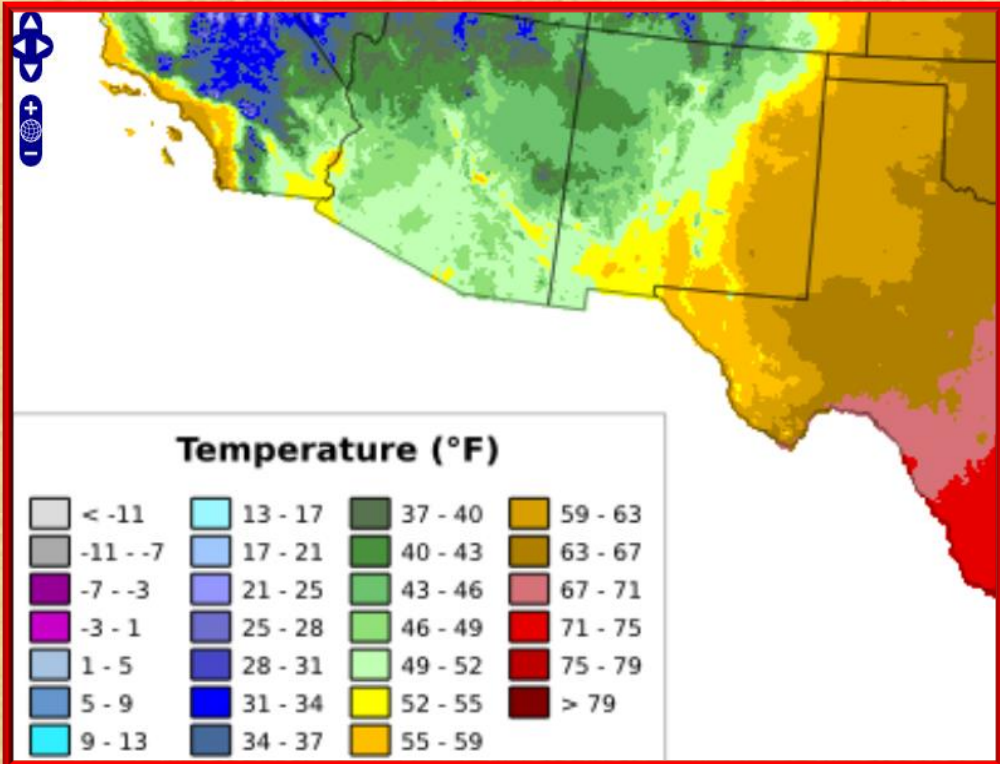 +
−
Temperature (°F)
< -11
-11 - -7
-7 - -3
-3 - 1
1 - 5
5 - 9
9 - 13
13 - 17
17 - 21
21 - 25
25 - 28
28 - 31
31 - 34
34 - 37
37 - 40
40 - 43
43 - 46
46 - 49
49 - 52
52 - 55
55 - 59
59 - 63
63 - 67
67 - 71
71 - 75
75 - 79
> 79